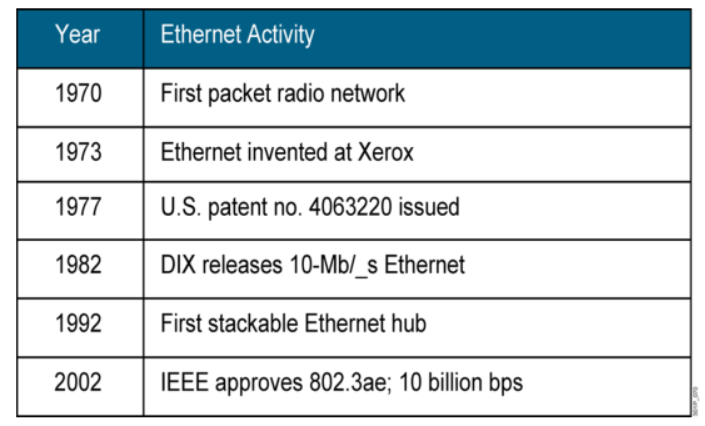 Year Ethernet Activity
1970 First packet radio network
1973 Ethernet invented at Xerox
1977 U.S. patent no. 4063220 issued
1982 DIX releases 10-Mb/_s Ethernet
1992 First stackable Ethernet hub
2002 IEEE approves 802.3ae; 10 billion bps